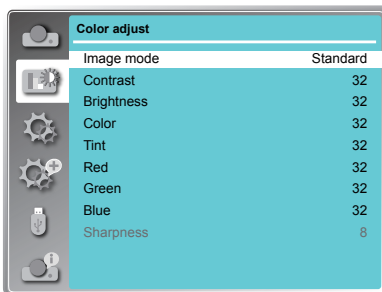 Color adjust
Image mode Standard
Contrast 32
Brightness 32
Color 32
Tint 32
Red 32
Green 32
Blue 32
Sharpness 8